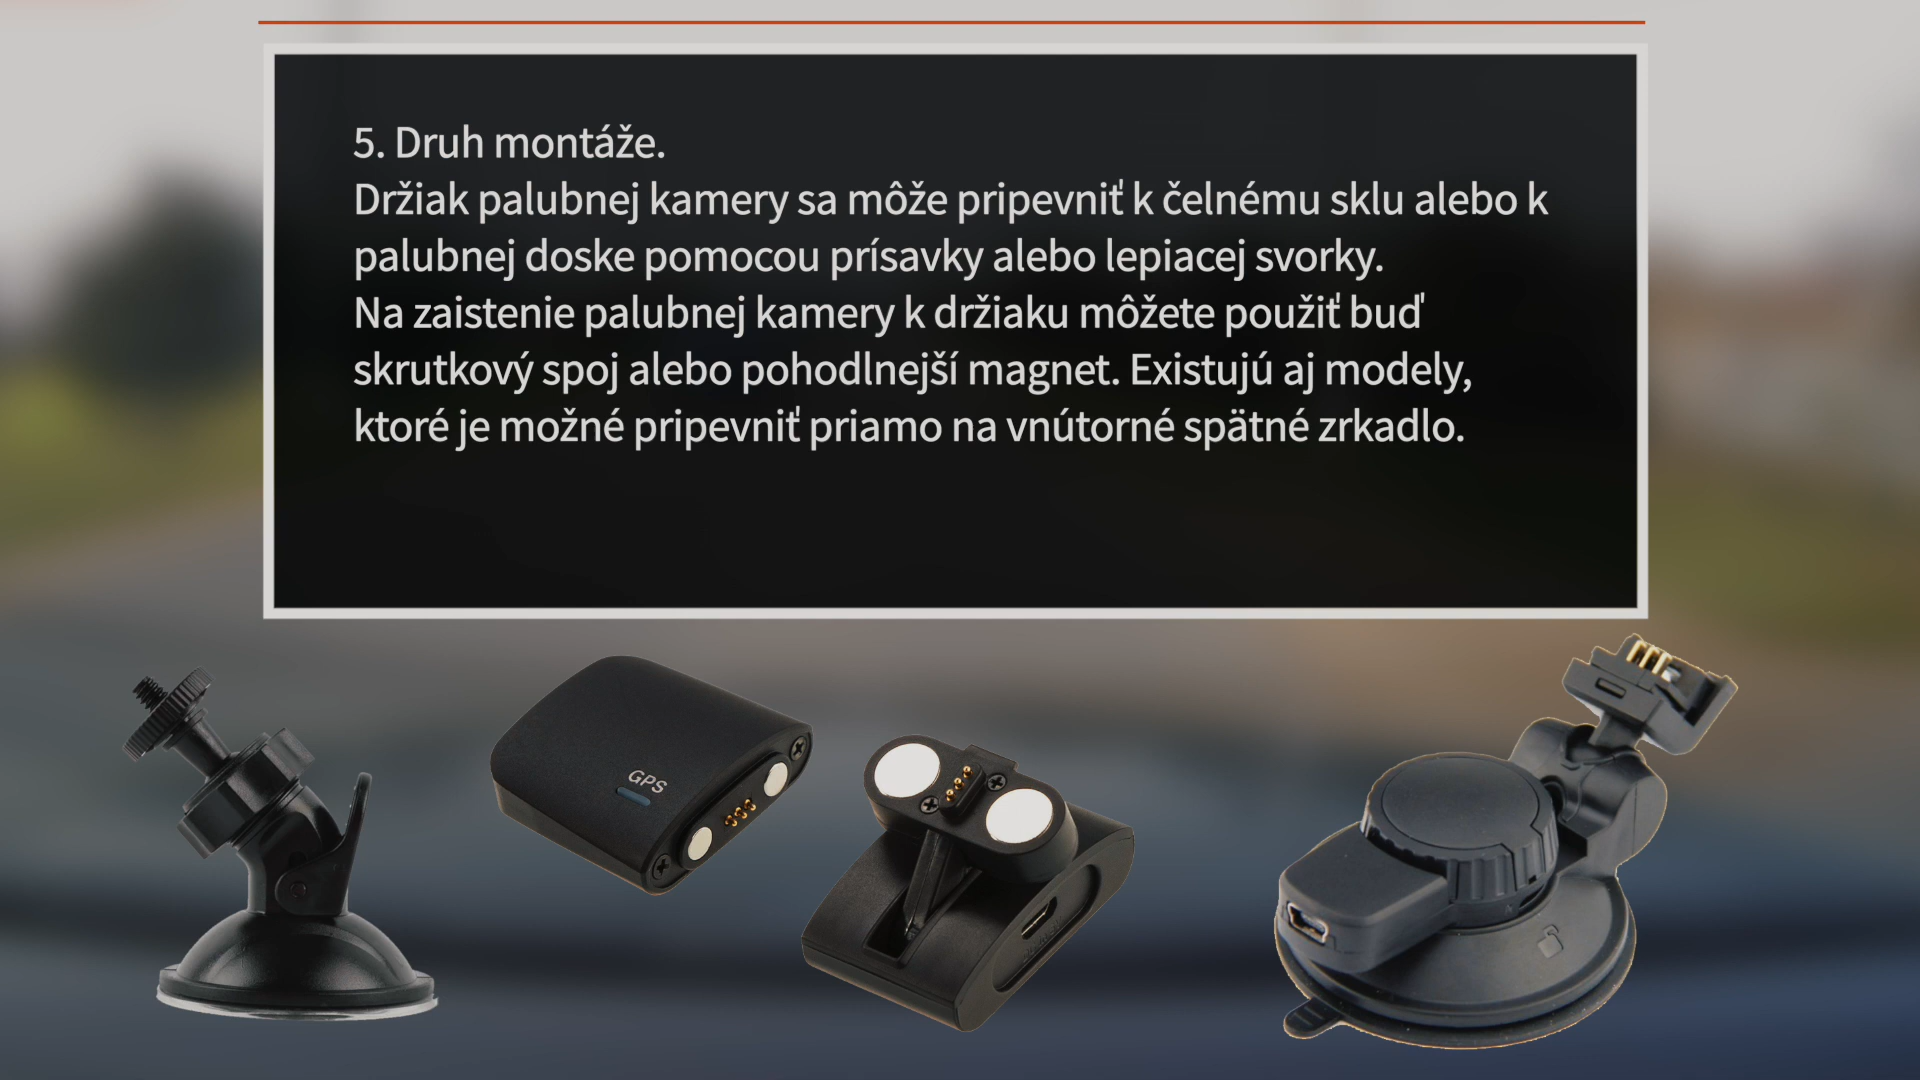 5. Druh montáže.
Držiak palubnej kamery sa môže pripevniť k čelnému sklu alebo k
palubnej doske pomocou prísavky alebo lepiacej svorky.
Na zaistenie palubnej kamery k držiaku môžete použiť buď
skrutkový spoj alebo pohodlnejší magnet. Existujú aj modely,
ktoré je možné pripevniť priamo na vnútorné spätné zrkadlo.
GPS